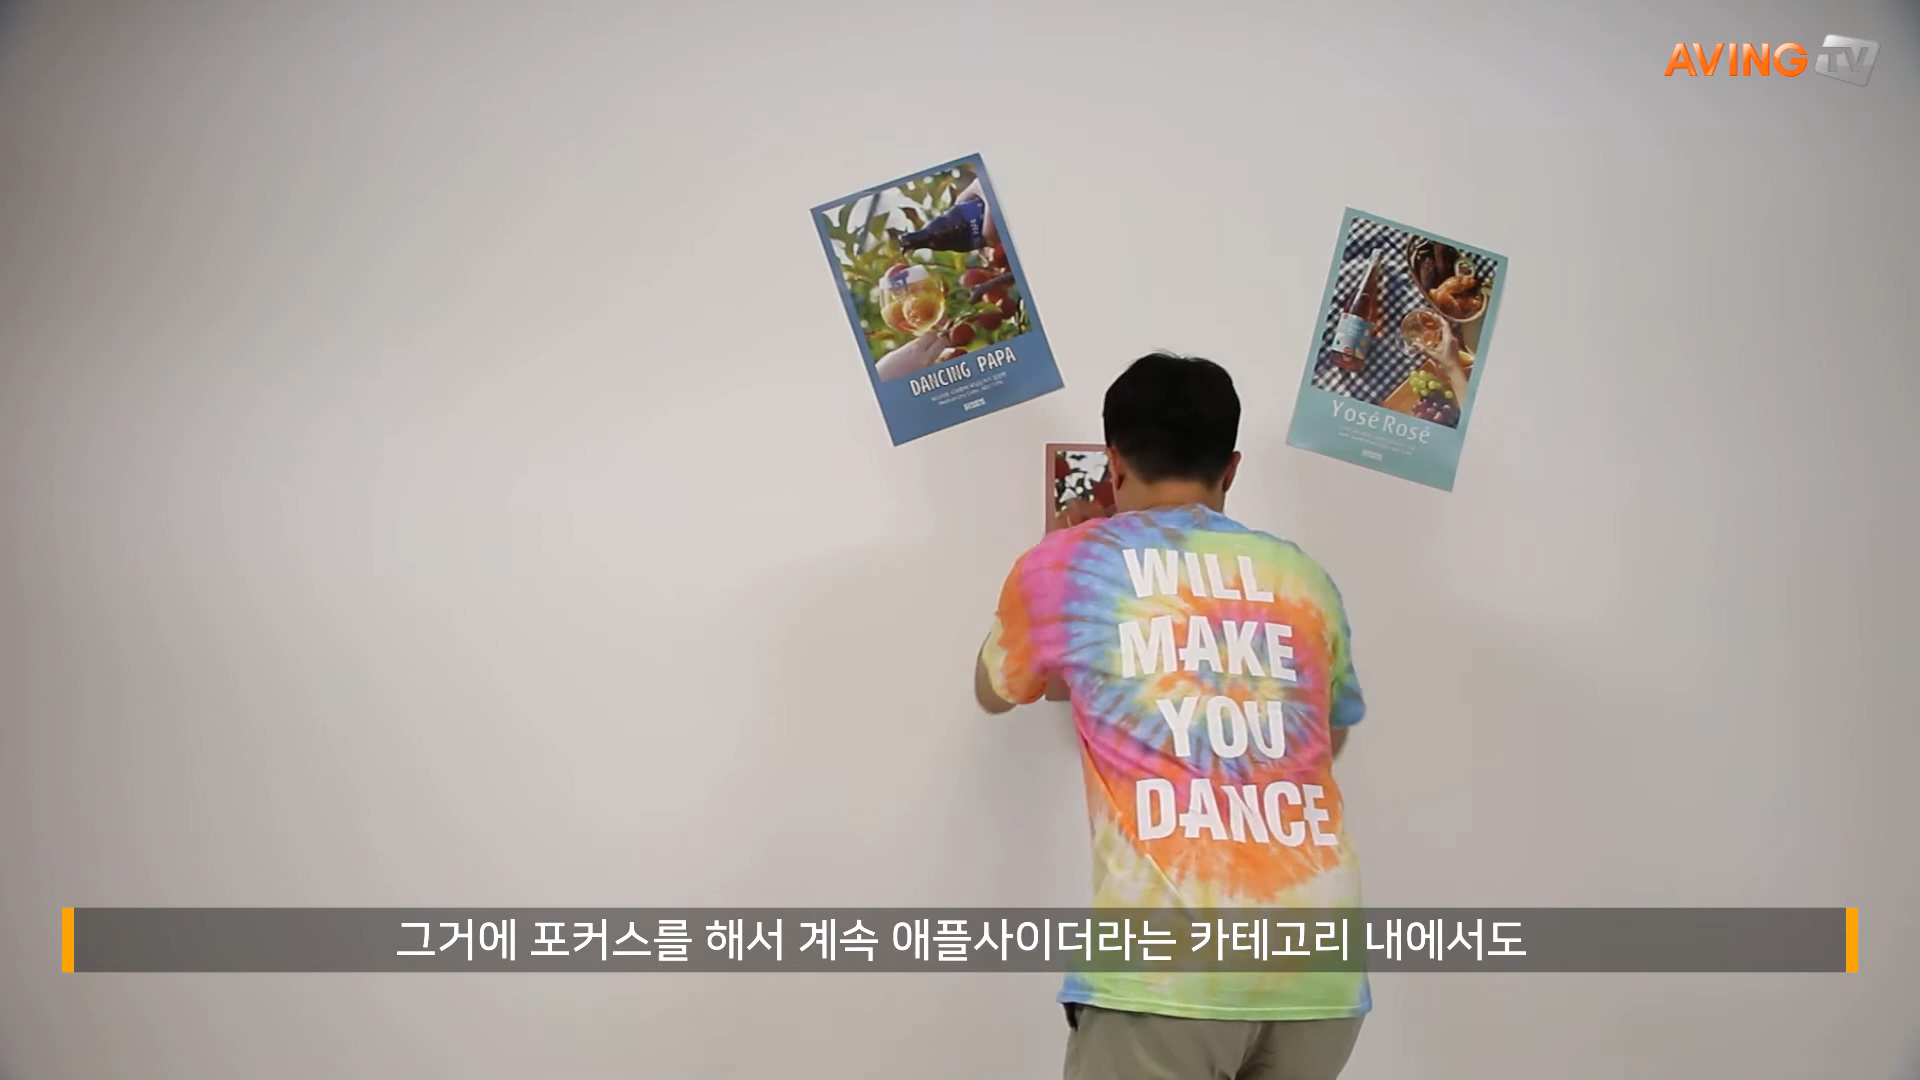 AVING TV
DANCING PAPA
Yosé Rosé
WILL
MAKE
YOU
DANCE
그거에 포커스를 해서 계속 애플사이더라는 카테고리 내에서도